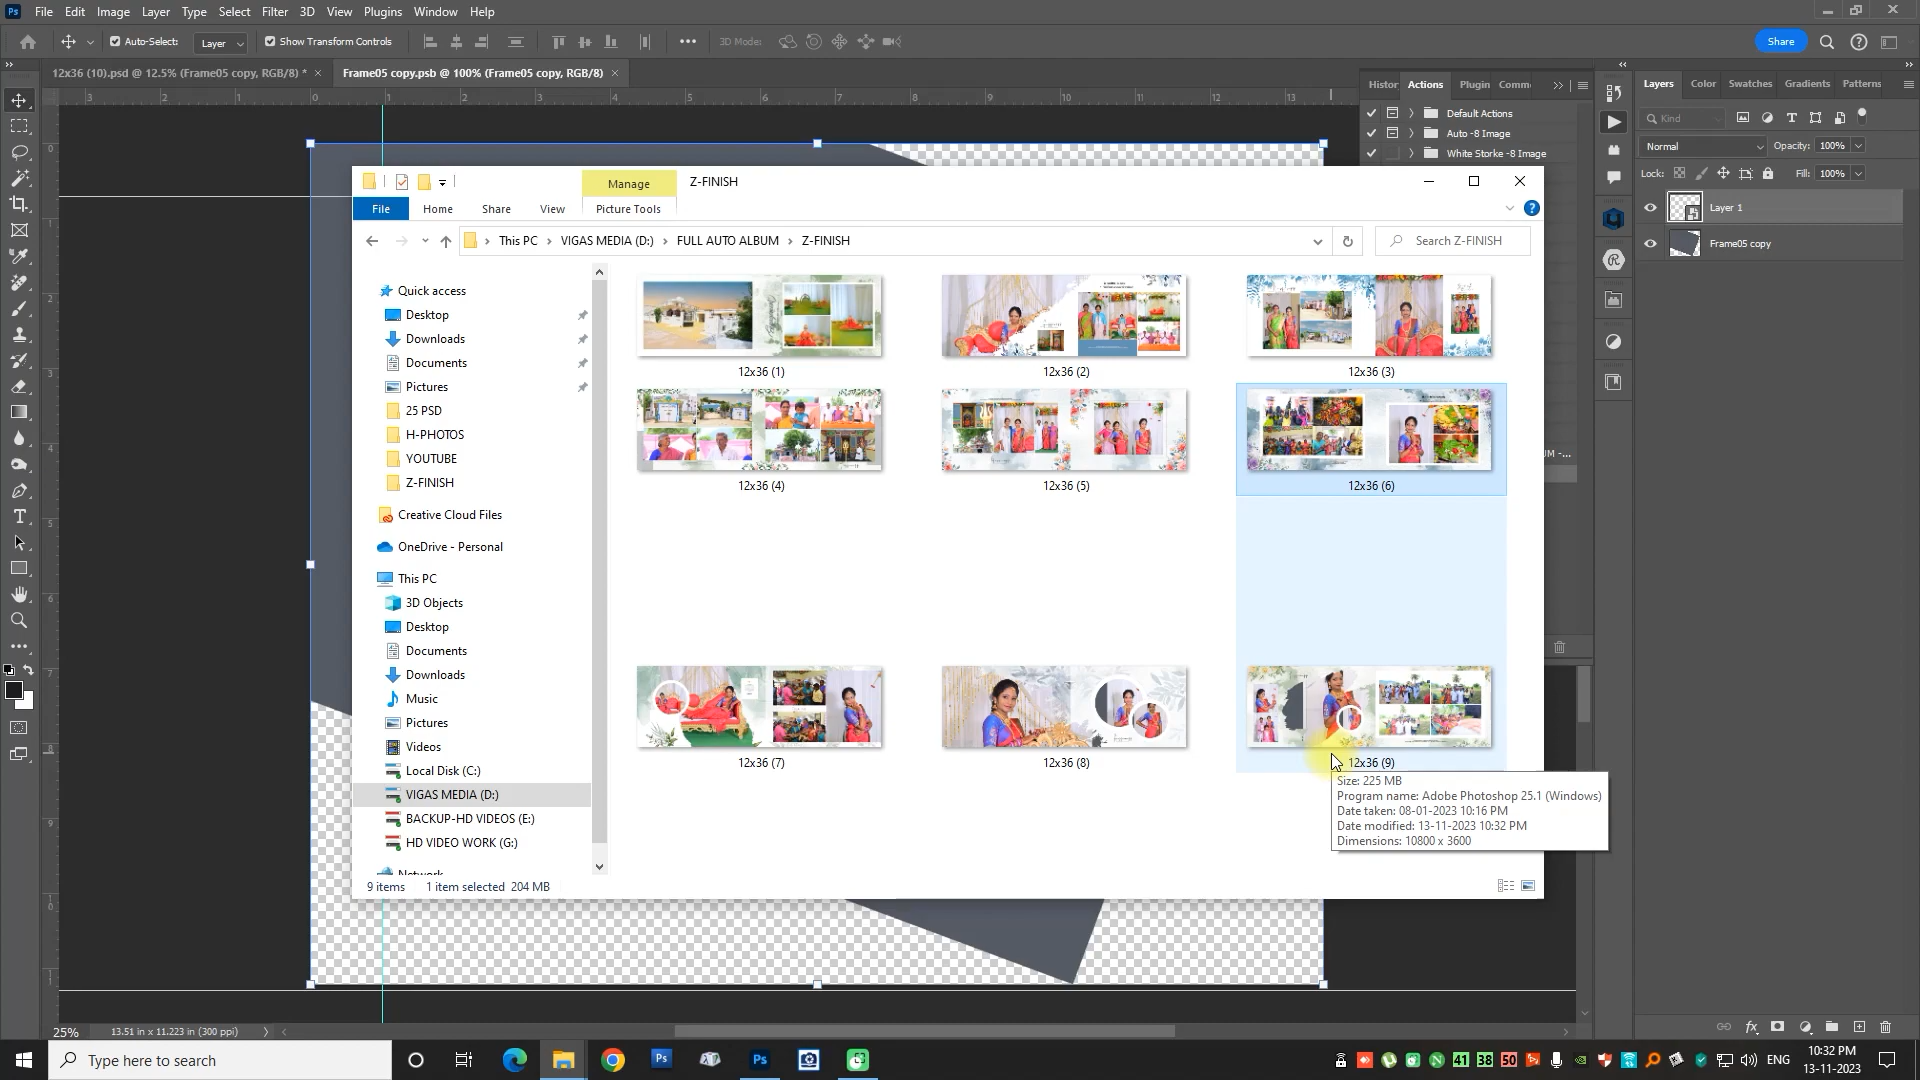 File Edit Image Layer Type Select Filter 3D View Plugins Window Help
Auto-Select: Layer Show Transform Controls 3D Mode: Share
12x36 (10).psd @ 12.5% (Frame05 copy, RGB/8) * × Frame05 copy.psb @ 100% (Frame05 copy, RGB/8) ×
Histor Actions Plugin Comm
Default Actions
Auto -8 Image
White Storke -8 Image
Layers Color Swatches Gradients Patterns
Kind
Normal Opacity: 100%
Lock: Fill: 100%
Layer 1
Frame05 copy
Manage Z-FINISH
File Home Share View Picture Tools
This PC › VIGAS MEDIA (D:) › FULL AUTO ALBUM › Z-FINISH Search Z-FINISH
Quick access
Desktop
Downloads
Documents
Pictures
25 PSD
H-PHOTOS
YOUTUBE
Z-FINISH
Creative Cloud Files
OneDrive - Personal
This PC
3D Objects
Desktop
Documents
Downloads
Music
Pictures
Videos
Local Disk (C:)
VIGAS MEDIA (D:)
BACKUP-HD VIDEOS (E:)
HD VIDEO WORK (G:)
12x36 (1) 12x36 (2) 12x36 (3)
12x36 (4) 12x36 (5) 12x36 (6)
12x36 (7) 12x36 (8) 12x36 (9)
Size: 225 MB
Program name: Adobe Photoshop 25.1 (Windows)
Date taken: 08-01-2023 10:16 PM
Date modified: 13-11-2023 10:32 PM
Dimensions: 10800 x 3600
9 items 1 item selected 204 MB
UM -...
25% 13.51 in x 11.223 in (300 ppi)
Type here to search
41 38 50 ENG 10:32 PM
13-11-2023